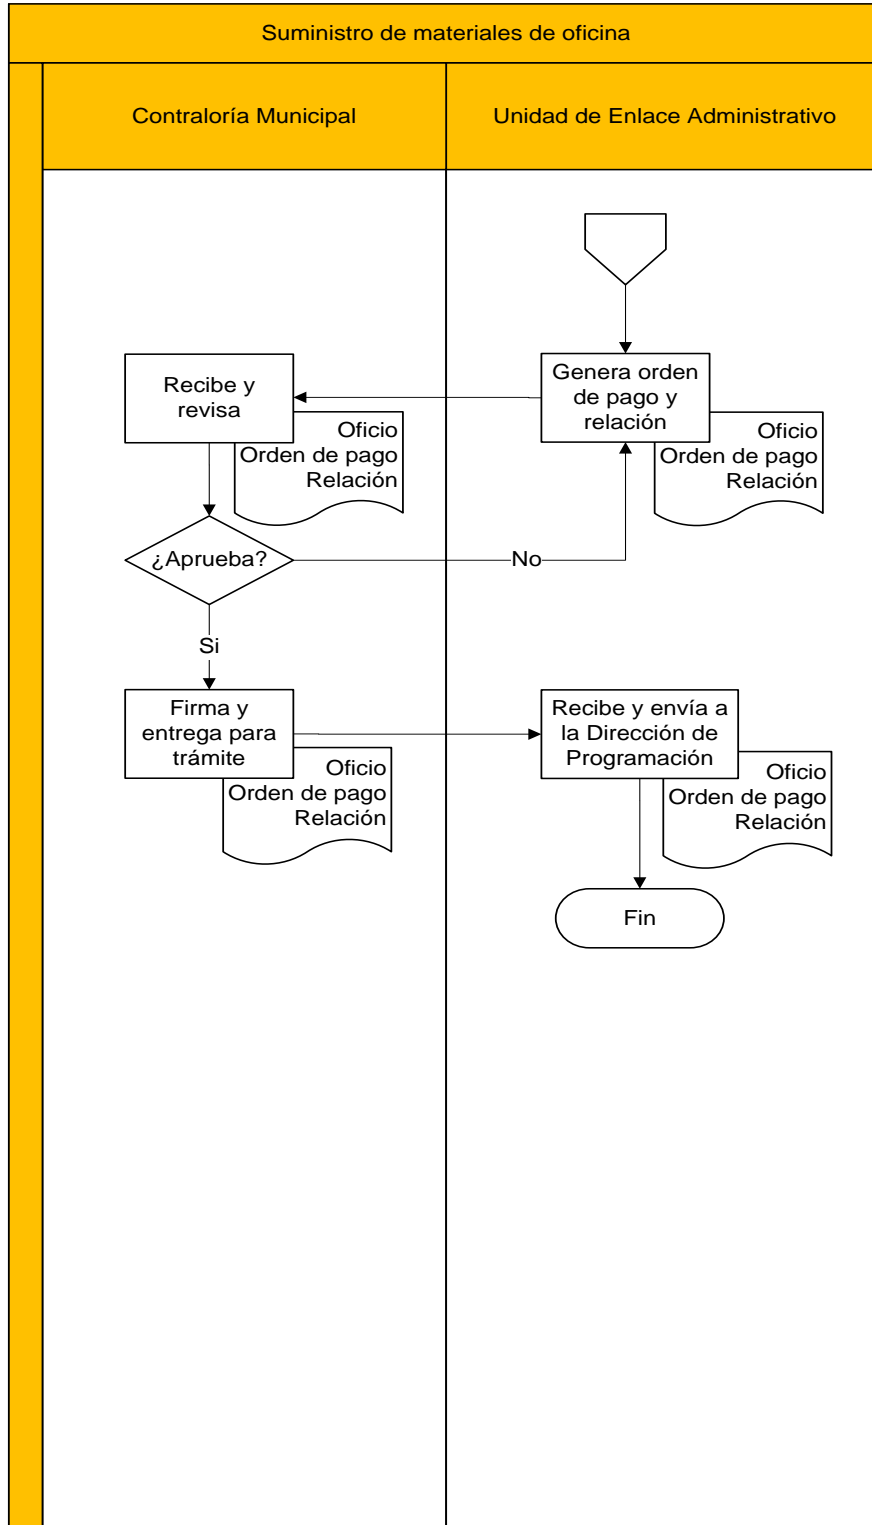 Suministro de materiales de oficina
Contraloría Municipal
Unidad de Enlace Administrativo
Genera orden
de pago y
relación
Oficio
Orden de pago
Relación
Recibe y
revisa
Oficio
Orden de pago
Relación
¿Aprueba?
No
Si
Firma y
entrega para
trámite
Oficio
Orden de pago
Relación
Recibe y envía a
la Dirección de
Programación
Oficio
Orden de pago
Relación
Fin